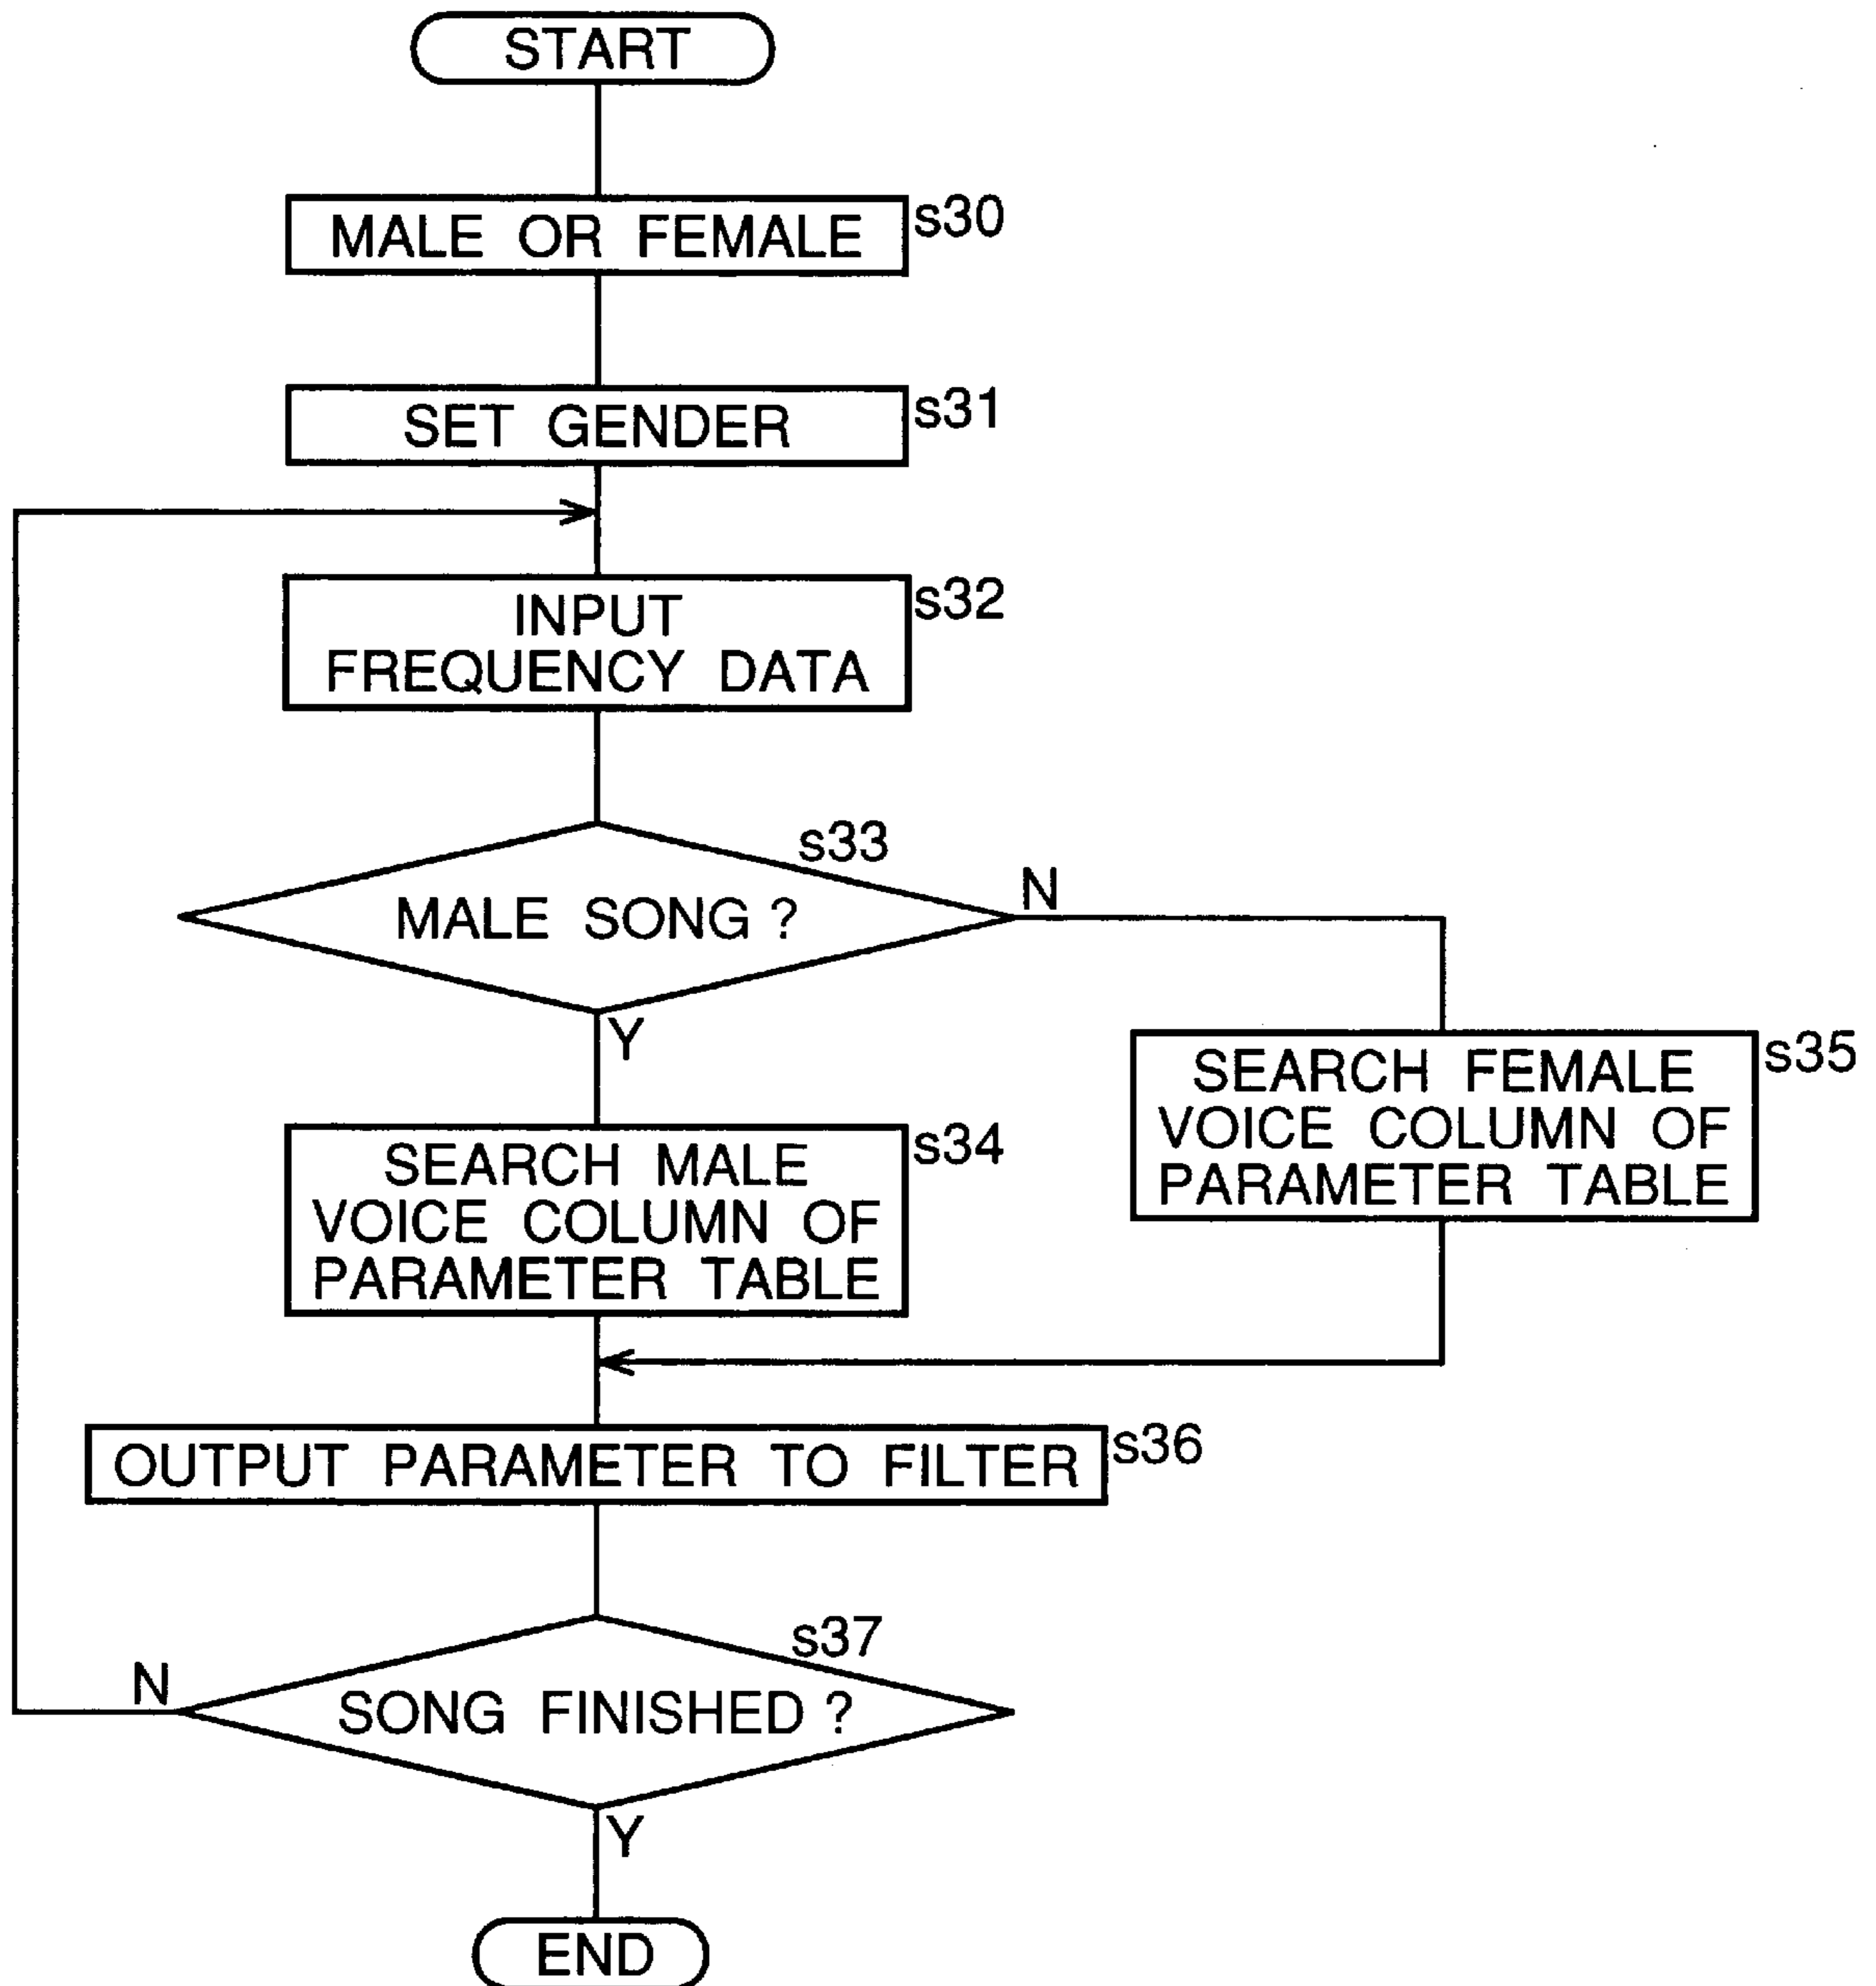 START
MALE OR FEMALE
s30
SET GENDER
s31
INPUT
FREQUENCY DATA
s32
s33
MALE SONG ?
N
Y
SEARCH MALE
VOICE COLUMN OF
PARAMETER TABLE
s34
SEARCH FEMALE
VOICE COLUMN OF
PARAMETER TABLE
s35
OUTPUT PARAMETER TO FILTER
s36
s37
SONG FINISHED ?
N
Y
END